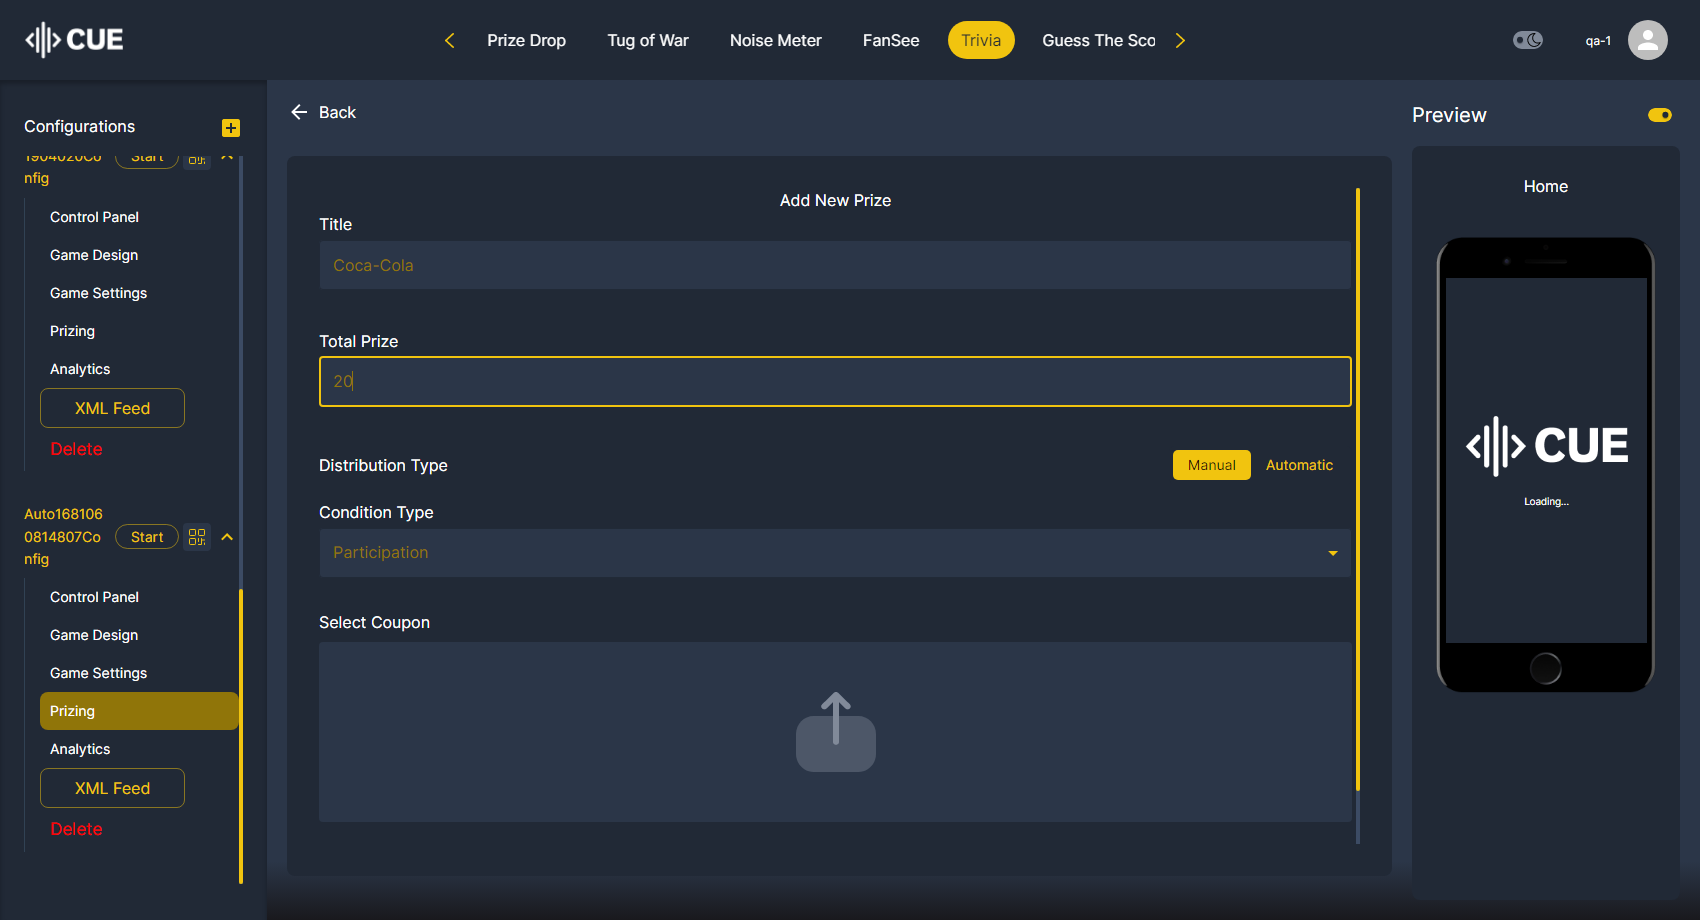 CUE
Prize Drop
Tug of War
Noise Meter
FanSee
Trivia
Guess The Sco
qa-1
Configurations
1904020Co
nfig
Start
Control Panel
Game Design
Game Settings
Prizing
Analytics
XML Feed
Delete
Auto168106
0814807Co
nfig
Start
Control Panel
Game Design
Game Settings
Prizing
Analytics
XML Feed
Delete
Back
Add New Prize
Title
Coca-Cola
Total Prize
20
Distribution Type
Manual
Automatic
Condition Type
Participation
Select Coupon
Preview
Home
CUE
Loading...